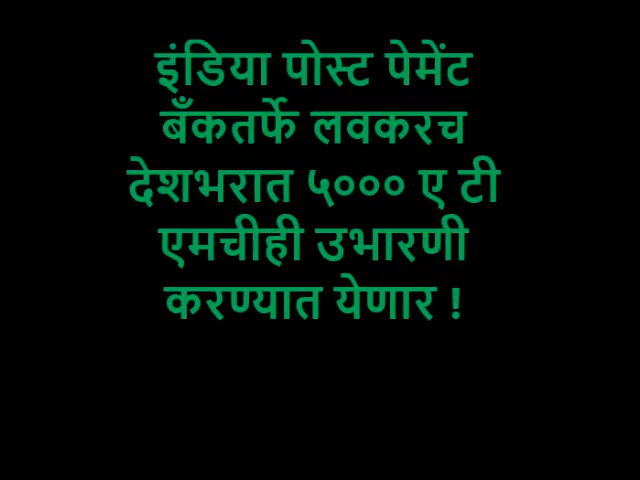 इंडिया पोस्ट पेमेंट
बँकतर्फे लवकरच
देशभरात ५००० ए टी
एमचीही उभारणी
करण्यात येणार !